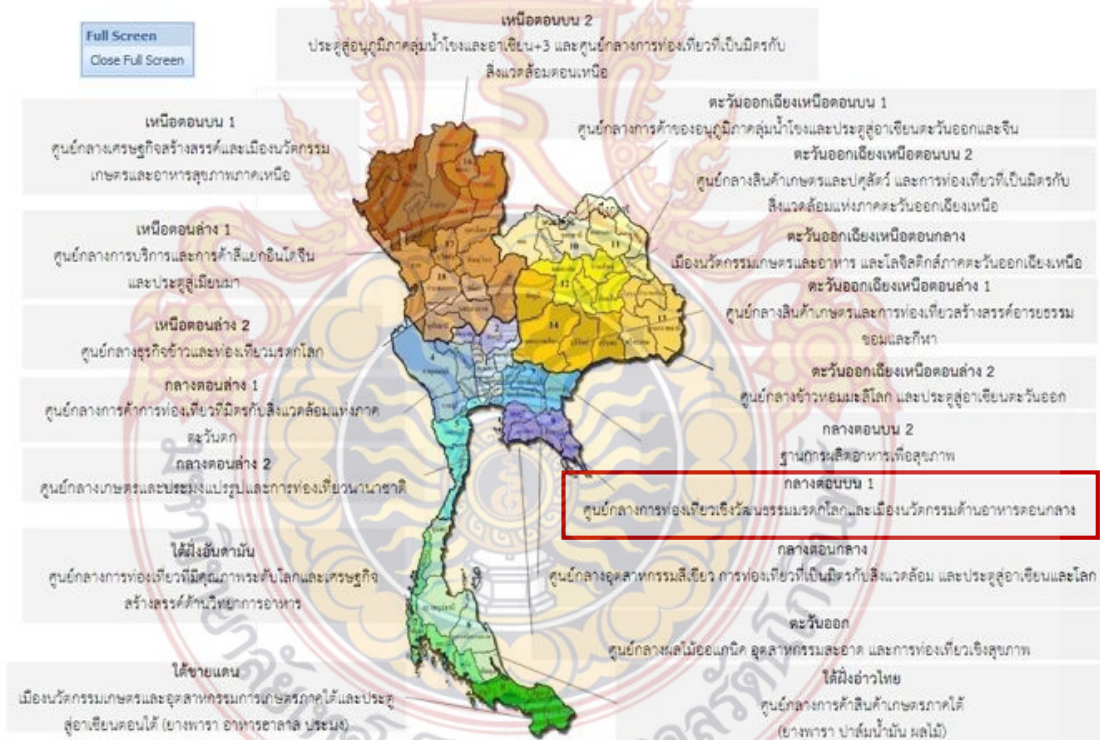 Full Screen
Close Full Screen
เหนือตอนบน 2
ประตูสู่อนุภูมิภาคลุ่มน้ำโขงและอาเซียน+3 และศูนย์กลางการท่องเที่ยวที่เป็นมิตรกับ
สิ่งแวดล้อมตอนเหนือ
เหนือตอนบน 1
ศูนย์กลางเศรษฐกิจสร้างสรรค์และเมืองนวัตกรรม
เกษตรและอาหารสุขภาพภาคเหนือ
เหนือตอนล่าง 1
ศูนย์กลางการบริการและการค้าสี่แยกอินโดจีน
และประตูสู่เมียนมา
เหนือตอนล่าง 2
ศูนย์กลางธุรกิจข้าวและท่องเที่ยวมรดกโลก
กลางตอนล่าง 1
ศูนย์กลางการค้าการท่องเที่ยวที่มิตรกับสิ่งแวดล้อมแห่งภาค
ตะวันตก
กลางตอนล่าง 2
ศูนย์กลางเกษตรและประมงแปรรูปและการท่องเที่ยวนานาชาติ
ใต้ฝั่งอันดามัน
ศูนย์กลางการท่องเที่ยวที่มีคุณภาพระดับโลกและเศรษฐกิจ
สร้างสรรค์ด้านวิทยาการอาหาร
ใต้ชายแดน
เมืองนวัตกรรมเกษตรและอุตสาหกรรมการเกษตรภาคใต้และประตู
สู่อาเซียนตอนใต้ (ยางพารา อาหารฮาลาล ประมง)
ตะวันออกเฉียงเหนือตอนบน 1
ศูนย์กลางการค้าของอนุภูมิภาคลุ่มน้ำโขงและประตูสู่อาเซียนตะวันออกและจีน
ตะวันออกเฉียงเหนือตอนบน 2
ศูนย์กลางสินค้าเกษตรและปศุสัตว์ และการท่องเที่ยวที่เป็นมิตรกับ
สิ่งแวดล้อมแห่งภาคตะวันออกเฉียงเหนือ
ตะวันออกเฉียงเหนือตอนกลาง
เมืองนวัตกรรมเกษตรและอาหาร และโลจิสติกส์ภาคตะวันออกเฉียงเหนือ
ตะวันออกเฉียงเหนือตอนล่าง 1
ศูนย์กลางสินค้าเกษตรและการท่องเที่ยวสร้างสรรค์อารยธรรม
ขอมและกีฬา
ตะวันออกเฉียงเหนือตอนล่าง 2
ศูนย์กลางข้าวหอมมะลิโลก และประตูสู่อาเซียนตะวันออก
กลางตอนบน 2
ฐานการผลิตอาหารเพื่อสุขภาพ
กลางตอนบน 1
ศูนย์กลางการท่องเที่ยวเชิงวัฒนธรรมมรดกโลกและเมืองนวัตกรรมด้านอาหารตอนกลาง
กลางตอนกลาง
ศูนย์กลางอุตสาหกรรมสีเขียว การท่องเที่ยวที่เป็นมิตรกับสิ่งแวดล้อม และประตูสู่อาเซียนและโลก
ตะวันออก
ศูนย์กลางผลไม้ออแกนิค อุตสาหกรรมสะอาด และการท่องเที่ยวเชิงสุขภาพ
ใต้ฝั่งอ่าวไทย
ศูนย์กลางการค้าสินค้าเกษตรภาคใต้
(ยางพารา ปาล์มน้ำมัน ผลไม้)